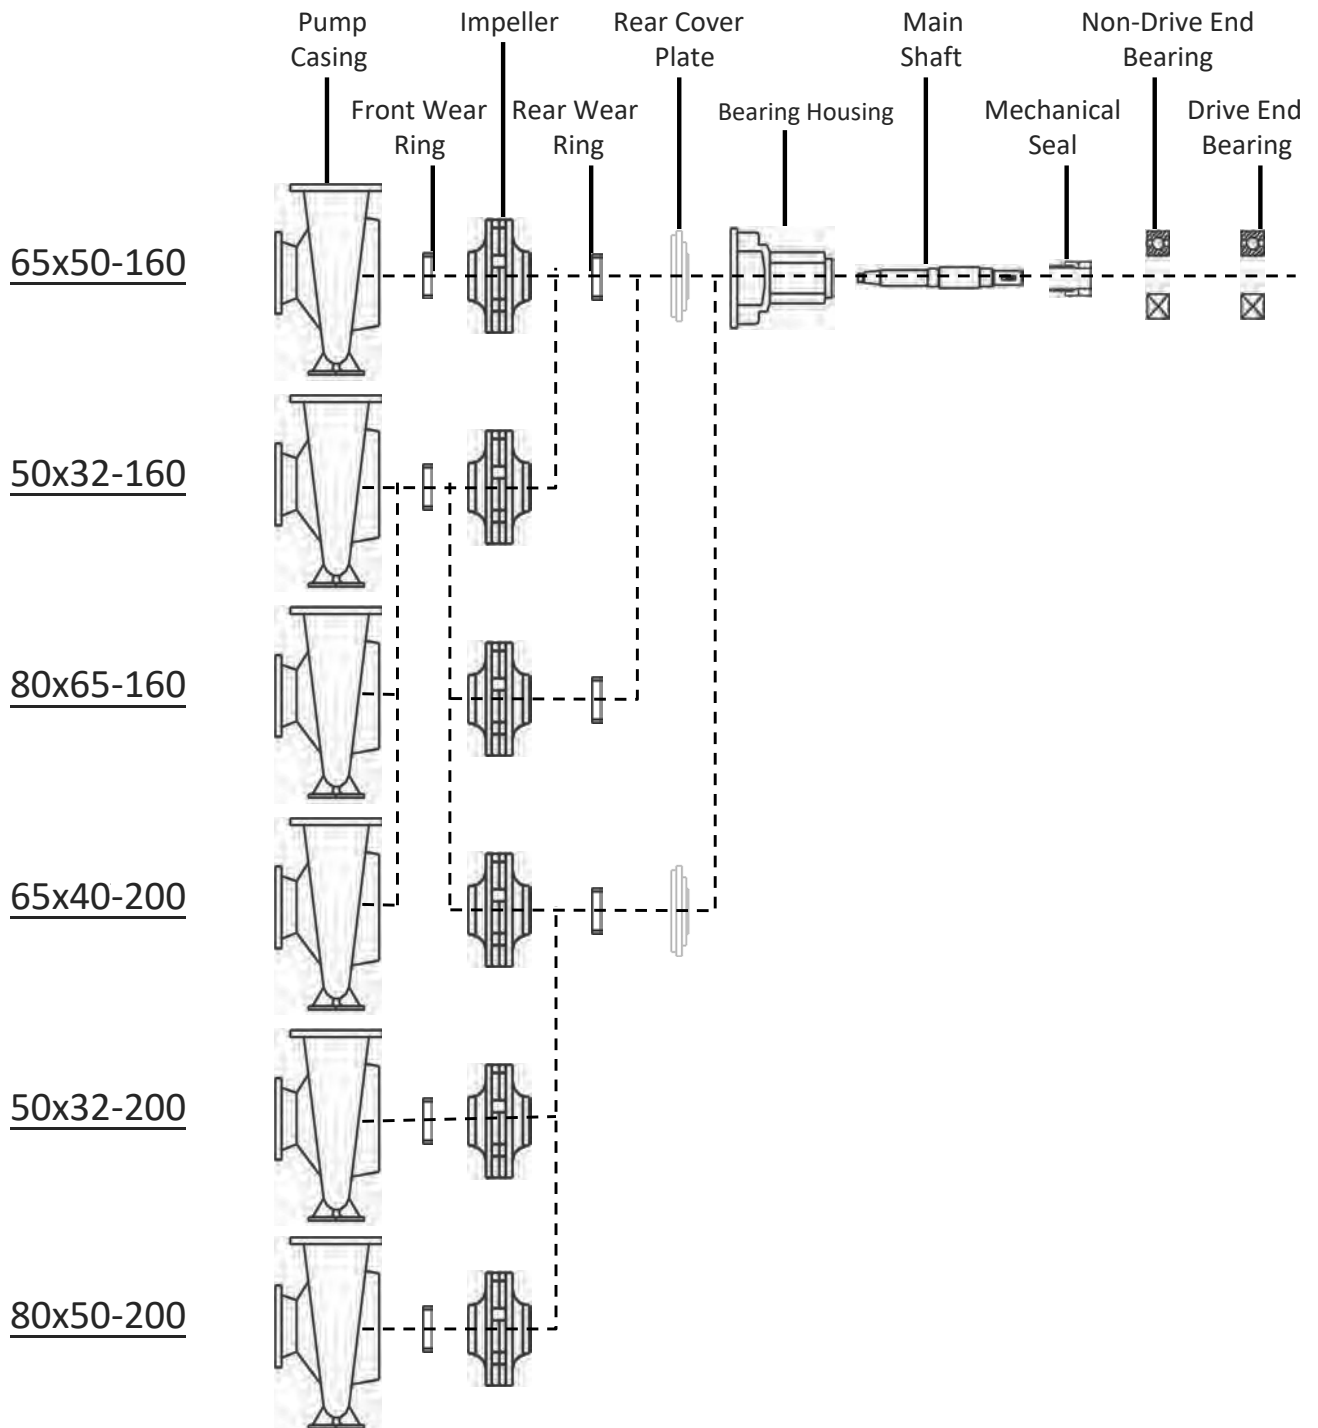 Pump
Casing
Impeller
Rear Cover
Plate
Main
Shaft
Non-Drive End
Bearing
Front Wear
Ring
Rear Wear
Ring
Bearing Housing
Mechanical
Seal
Drive End
Bearing
65x50-160
50x32-160
80x65-160
65x40-200
50x32-200
80x50-200